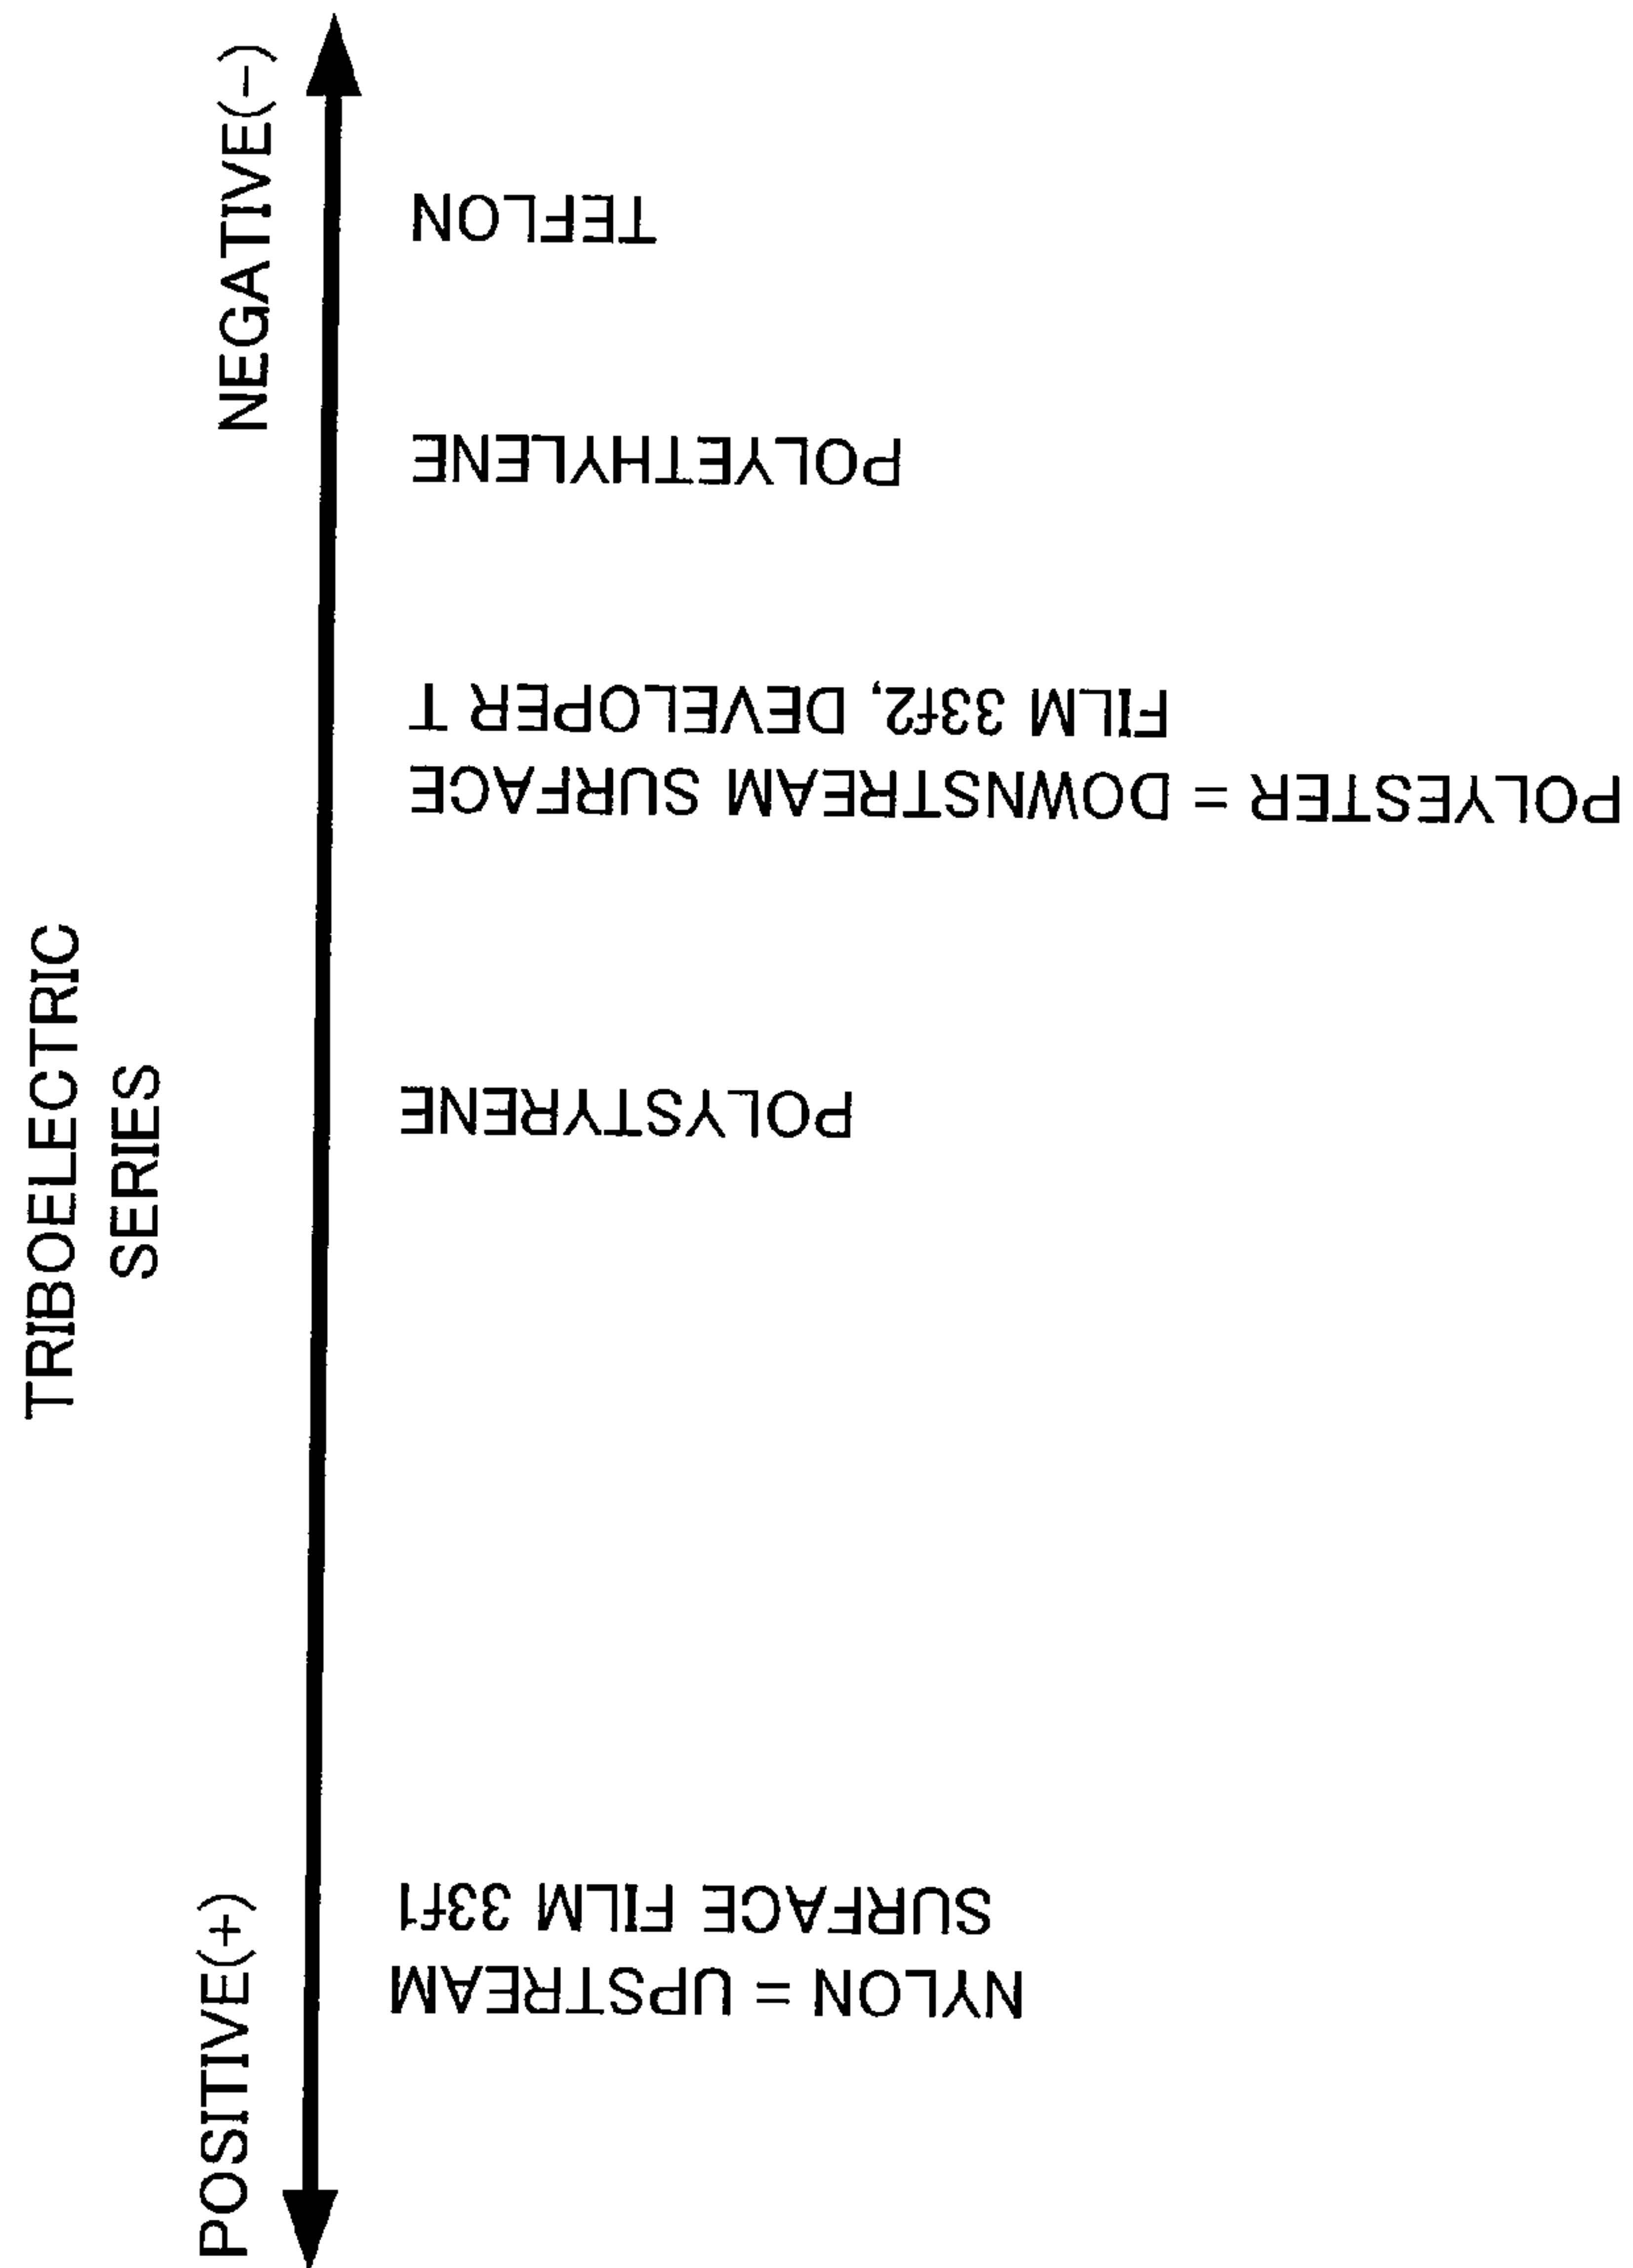 TRIBOELECTRIC
SERIES
POSITIVE(+)
NEGATIVE(-)
NYLON = UPSTREAM
SURFACE FILM 33f1
POLYSTYRENE
POLYESTER = DOWNSTREAM SURFACE
FILM 33f2, DEVELOPER T
POLYETHYLENE
TEFLON